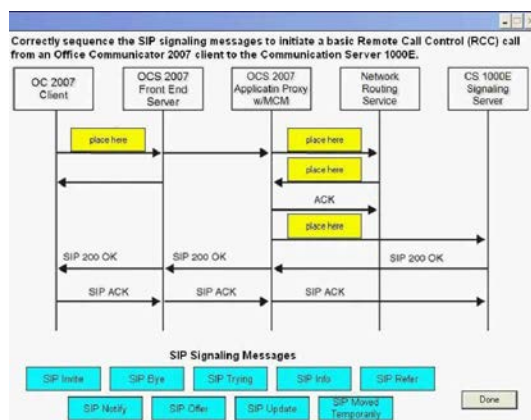 Correctly sequence the SIP signaling messages to initiate a basic Remote Call Control (RCC) call
from an Office Communicator 2007 client to the Communication Server 1000E.
OC 2007
Client
OCS 2007
Front End
Server
OCS 2007
Applicatin Proxy
w/MCM
Network
Routing
Service
CS 1000E
Signaling
Server
place here
place here
place here
ACK
place here
SIP 200 OK
SIP 200 OK
SIP 200 OK
SIP ACK
SIP ACK
SIP ACK
SIP Signaling Messages
SIP Invite
SIP Bye
SIP Trying
SIP Info
SIP Refer
SIP Notify
SIP Offer
SIP Update
SIP Moved
Temporarily
Done